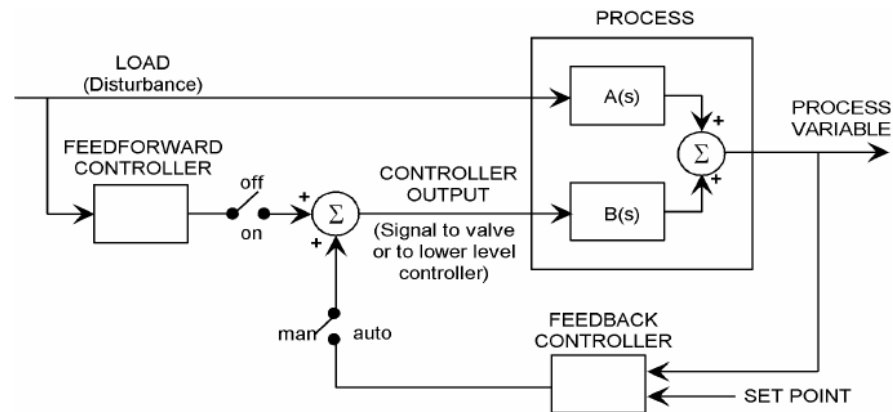 PROCESS
LOAD
(Disturbance)
A(s)
+
PROCESS
VARIABLE
Σ
FEEDFORWARD
CONTROLLER
off
on
+
Σ
+
CONTROLLER
OUTPUT
(Signal to valve
or to lower level
controller)
+
B(s)
man
auto
FEEDBACK
CONTROLLER
SET POINT